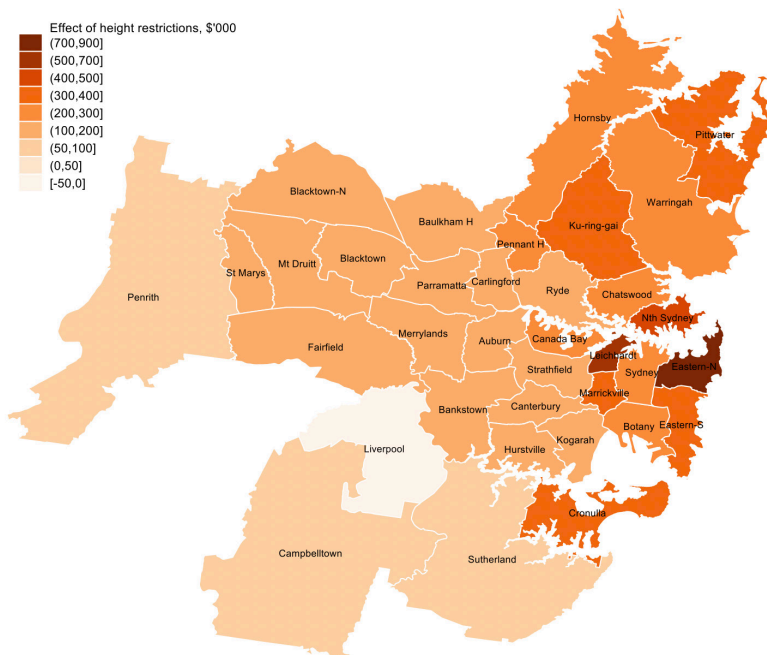 Effect of height restrictions, $'000
(700,900]
(500,700]
(400,500]
(300,400]
(200,300]
(100,200]
(50,100]
(0,50]
[-50,0]
Hornsby
Pittwater
Blacktown-N
Warringah
Baulkham H
Ku-ring-gai
Pennant H
Blacktown
Mt Druitt
St Marys
Parramatta
Carlingford
Ryde
Chatswood
Penrith
Nth Sydney
Merrylands
Auburn
Canada Bay
Fairfield
Leichardt
Strathfield
Sydney
Eastern-N
Marrickville
Bankstown
Canterbury
Botany
Eastern-S
Kogarah
Liverpool
Hurstville
Cronulla
Campbelltown
Sutherland